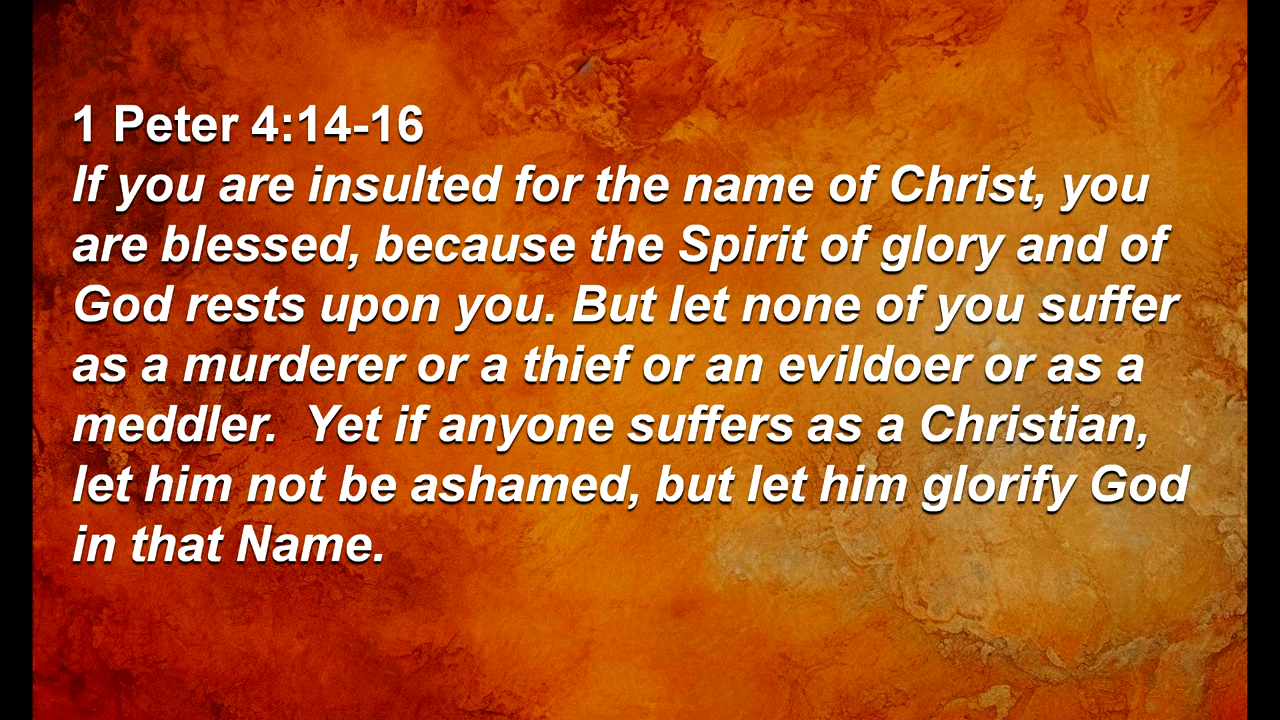 1 Peter 4:14-16
If you are insulted for the name of Christ, you
are blessed, because the Spirit of glory and of
God rests upon you. But let none of you suffer
as a murderer or a thief or an evildoer or as a
meddler.  Yet if anyone suffers as a Christian,
let him not be ashamed, but let him glorify God
in that Name.